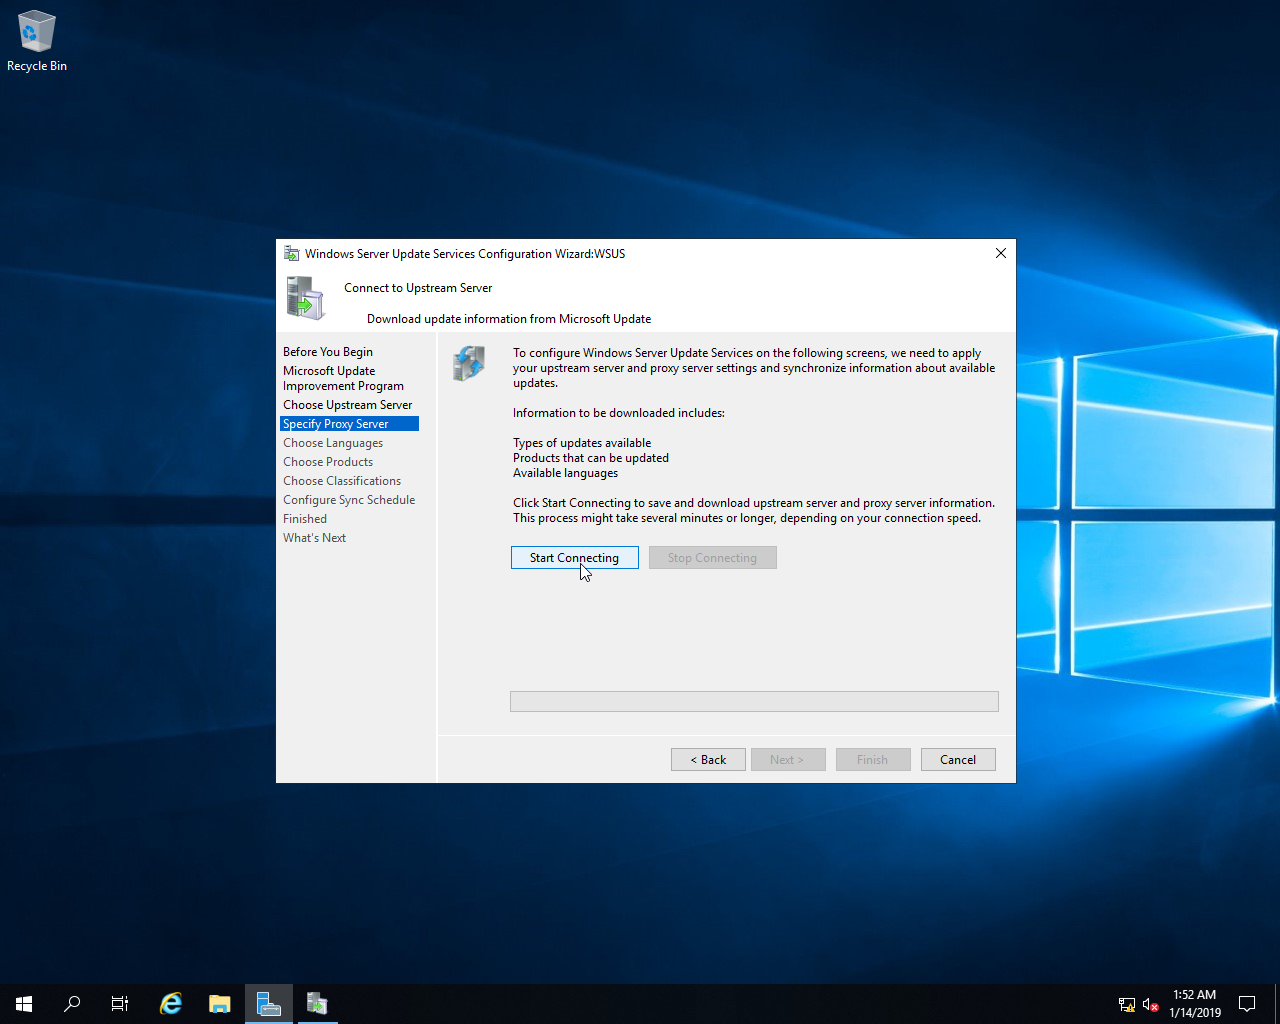 Recycle Bin
Windows Server Update Services Configuration Wizard:WSUS
Connect to Upstream Server
Download update information from Microsoft Update
Before You Begin
Microsoft Update
Improvement Program
Choose Upstream Server
Specify Proxy Server
Choose Languages
Choose Products
Choose Classifications
Configure Sync Schedule
Finished
What's Next
To configure Windows Server Update Services on the following screens, we need to apply
your upstream server and proxy server settings and synchronize information about available
updates.
Information to be downloaded includes:
Types of updates available
Products that can be updated
Available languages
Click Start Connecting to save and download upstream server and proxy server information.
This process might take several minutes or longer, depending on your connection speed.
Start Connecting
Stop Connecting
< Back
Next >
Finish
Cancel
1:52 AM
1/14/2019